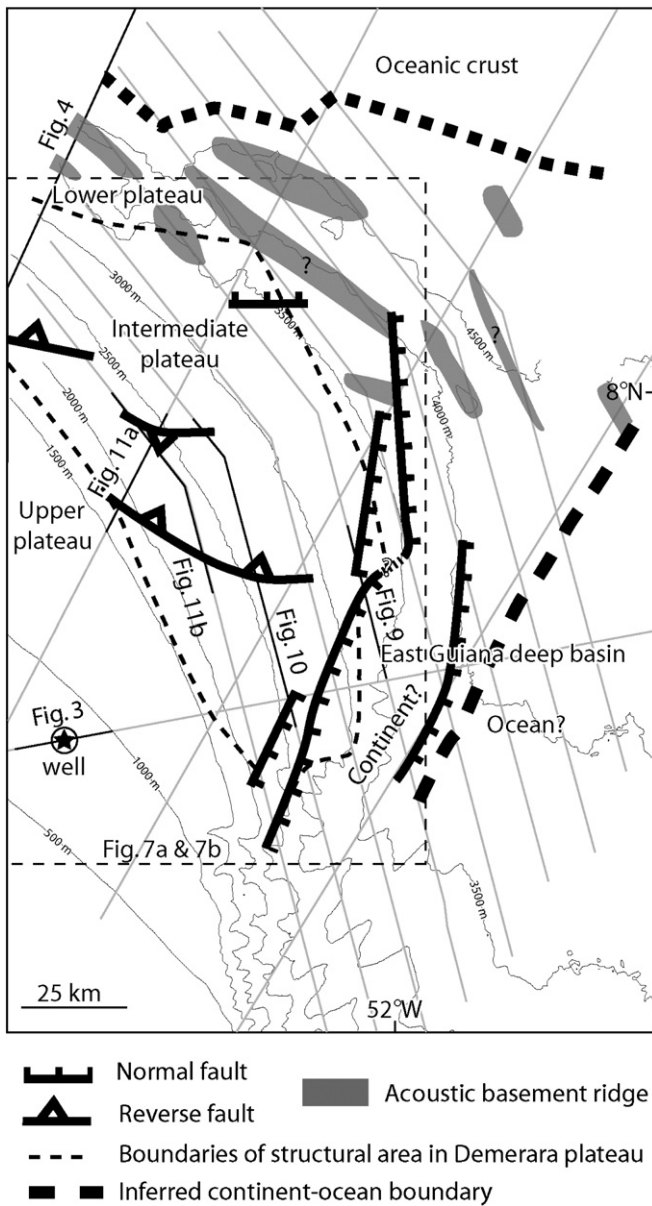 Oceanic crust
Fig. 4
Lower plateau
?
3000 m
3500 m
Intermediate
plateau
?
4500 m
2500 m
4000 m
8°N
2000 m
1500 m
Fig. 11a
Upper
plateau
?
Fig. 11b
Fig. 9
Fig. 10
East Guiana deep basin
Continent?
Ocean?
Fig. 3
well
1000 m
500 m
Fig. 7a & 7b
3500 m
25 km
52°W
Normal fault
Reverse fault
Acoustic basement ridge
Boundaries of structural area in Demerara plateau
Inferred continent-ocean boundary